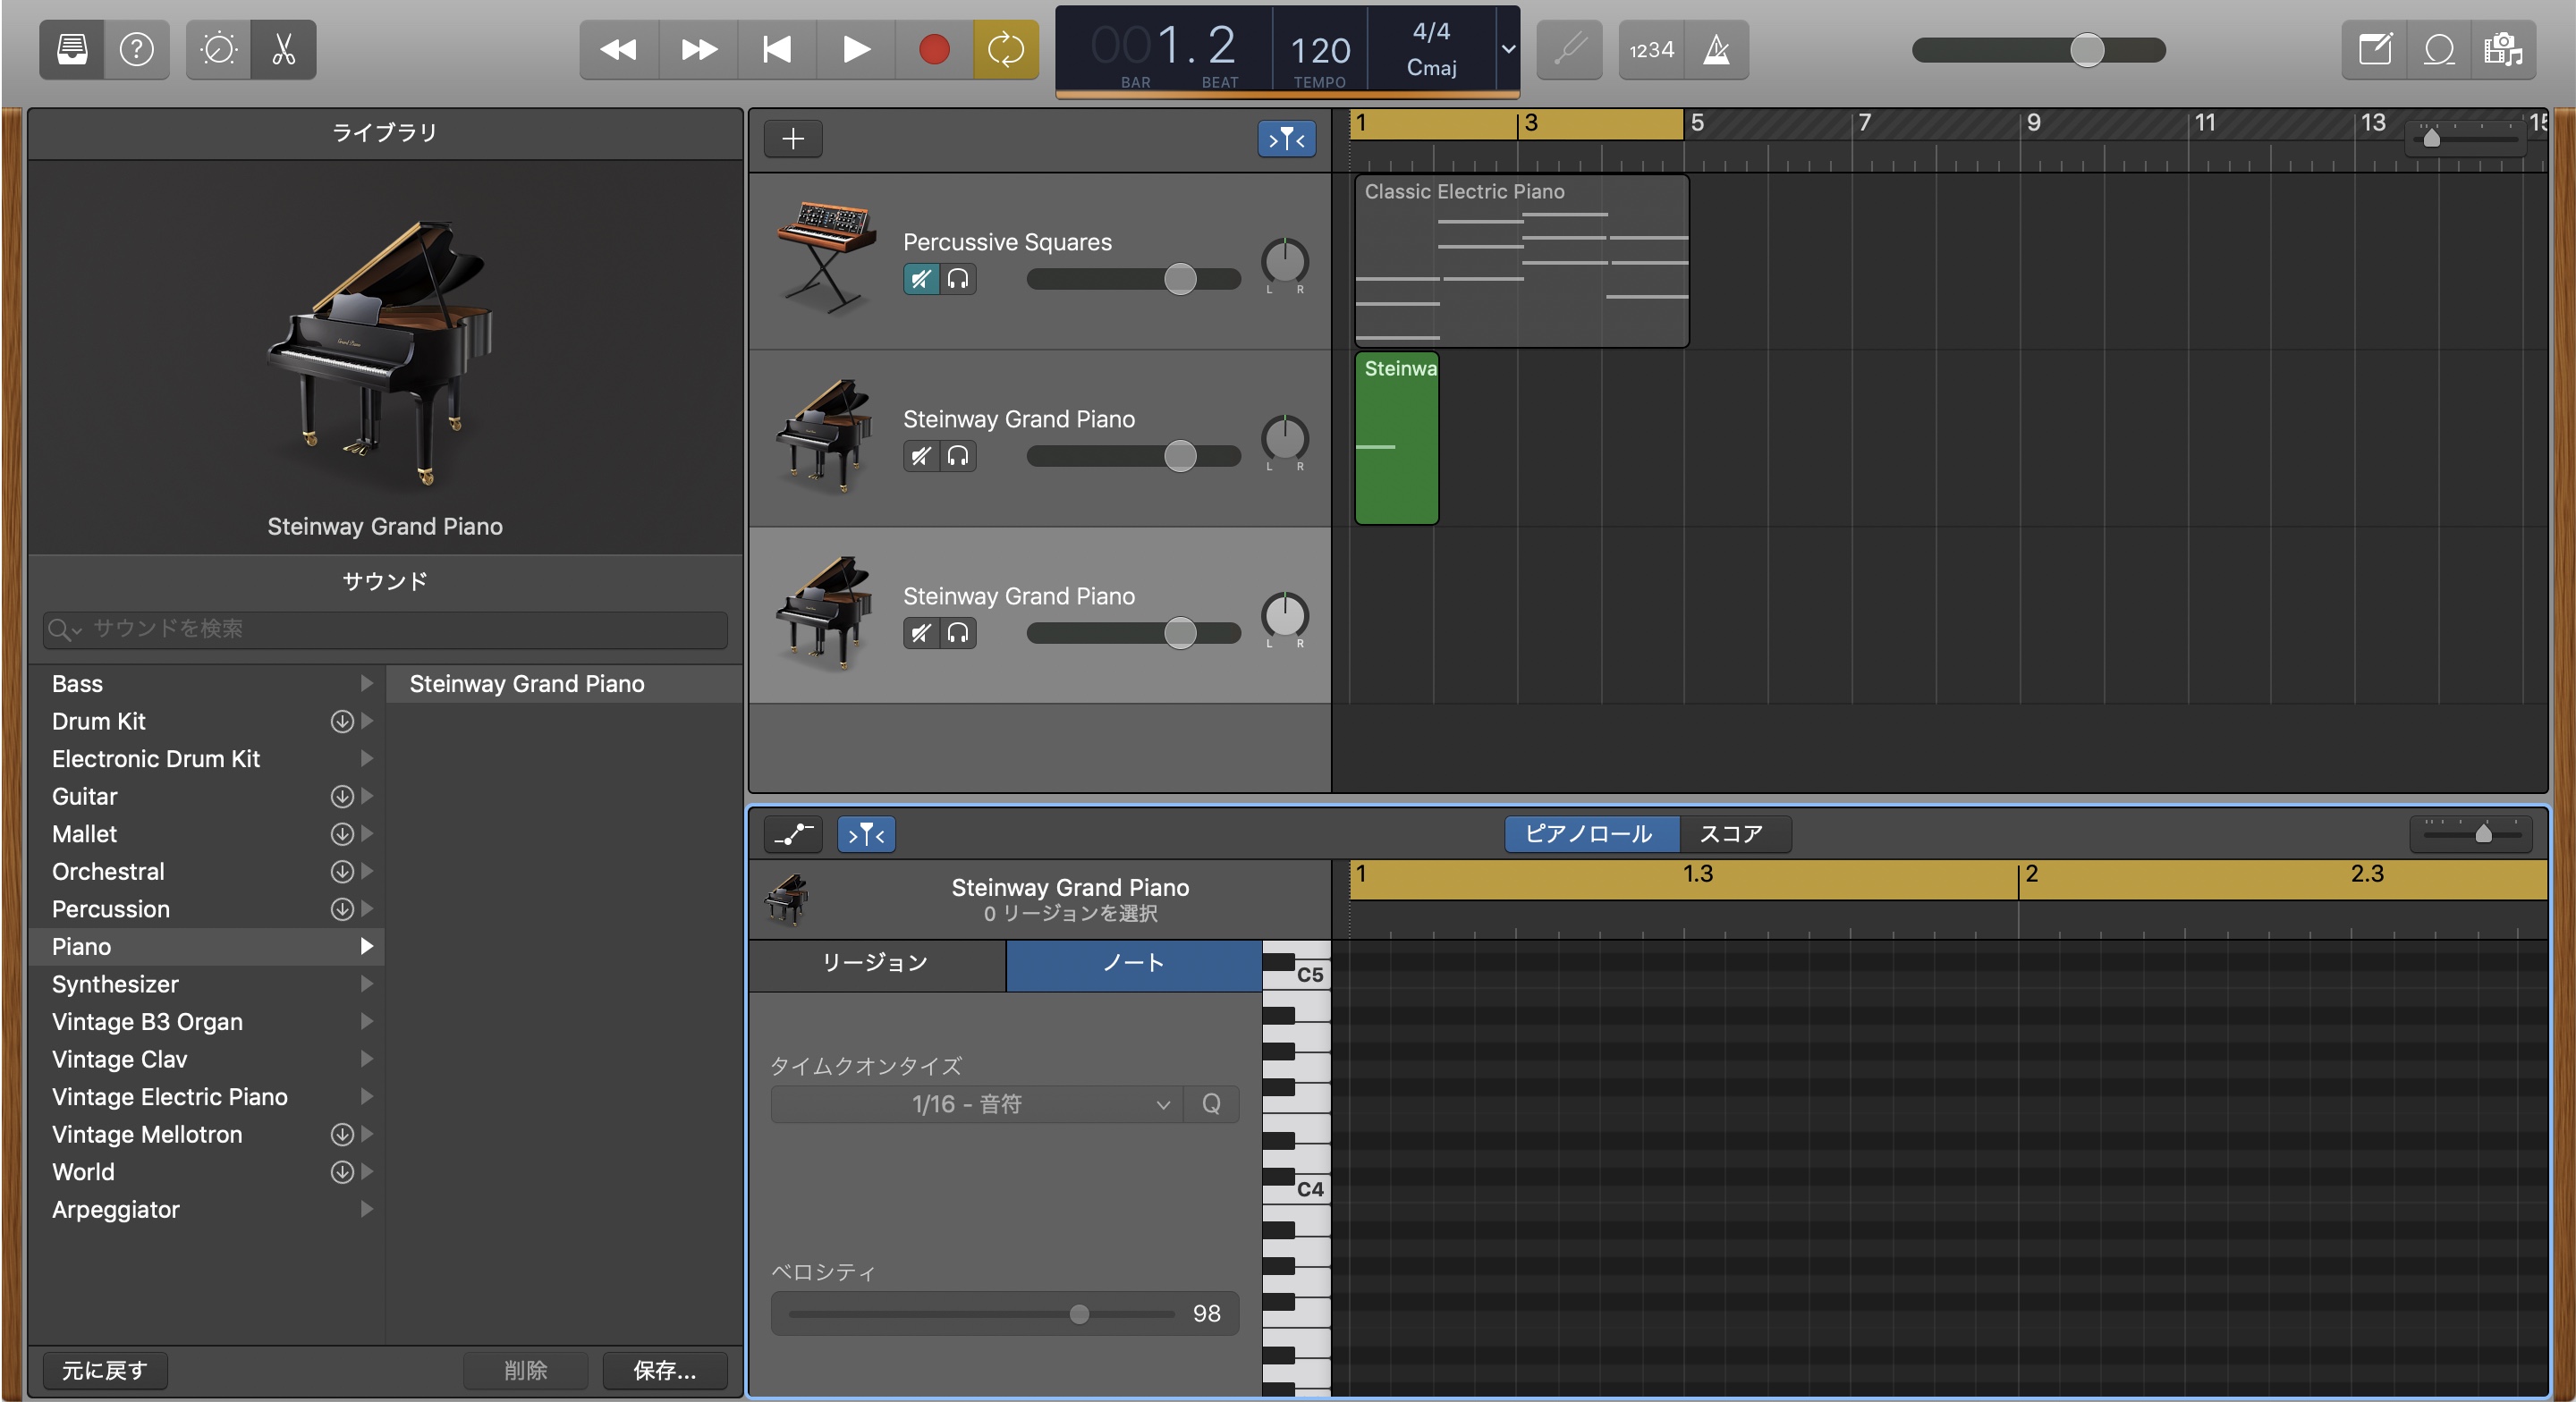 001.2
BAR
BEAT
120
TEMPO
4/4
Cmaj
1234
ライブラリ
Steinway Grand Piano
サウンド
サウンドを検索
Bass
Drum Kit
Electronic Drum Kit
Guitar
Mallet
Orchestral
Percussion
Piano
Synthesizer
Vintage B3 Organ
Vintage Clav
Vintage Electric Piano
Vintage Mellotron
World
Arpeggiator
Steinway Grand Piano
元に戻す
削除
保存...
1 3 5 7 9 11 13 15
Percussive Squares
L R
Classic Electric Piano
Steinway Grand Piano
L R
Steinwa
Steinway Grand Piano
L R
ピアノロール
スコア
Steinway Grand Piano
0 リージョンを選択
1 1.3 2 2.3
リージョン
ノート
タイムクオンタイズ
1/16 - 音符
Q
ベロシティ
98
C5
C4